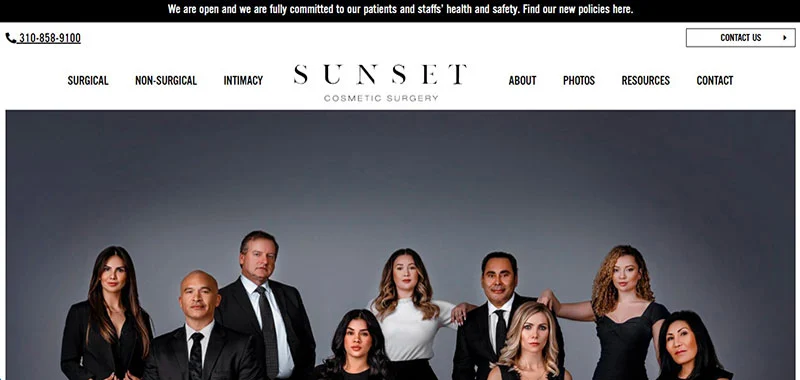 We are open and we are fully committed to our patients and staffs' health and safety. Find our new policies here.
310-858-9100
CONTACT US
SURGICAL NON-SURGICAL INTIMACY SUNSET ABOUT PHOTOS RESOURCES CONTACT
COSMETIC SURGERY